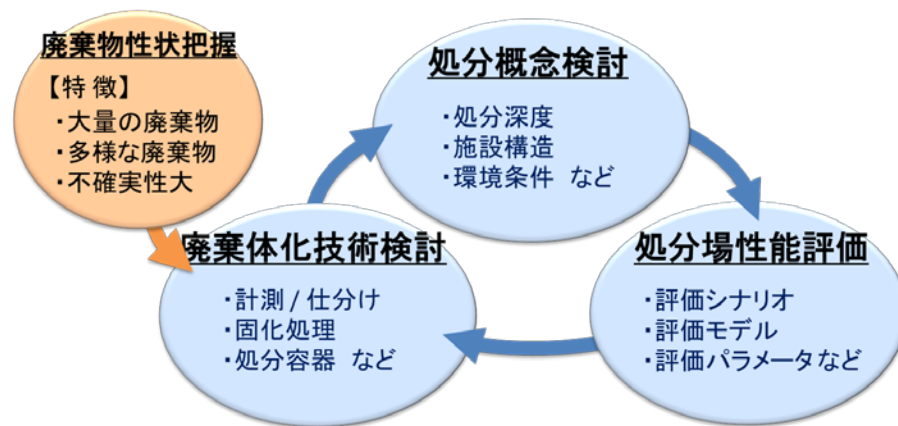 廃棄物性状把握
【特 徴】
・大量の廃棄物
・多様な廃棄物
・不確実性大
処分概念検討
・処分深度
・施設構造
・環境条件 など
廃棄体化技術検討
・計測 / 仕分け
・固化処理
・処分容器 など
処分場性能評価
・評価シナリオ
・評価モデル
・評価パラメータなど